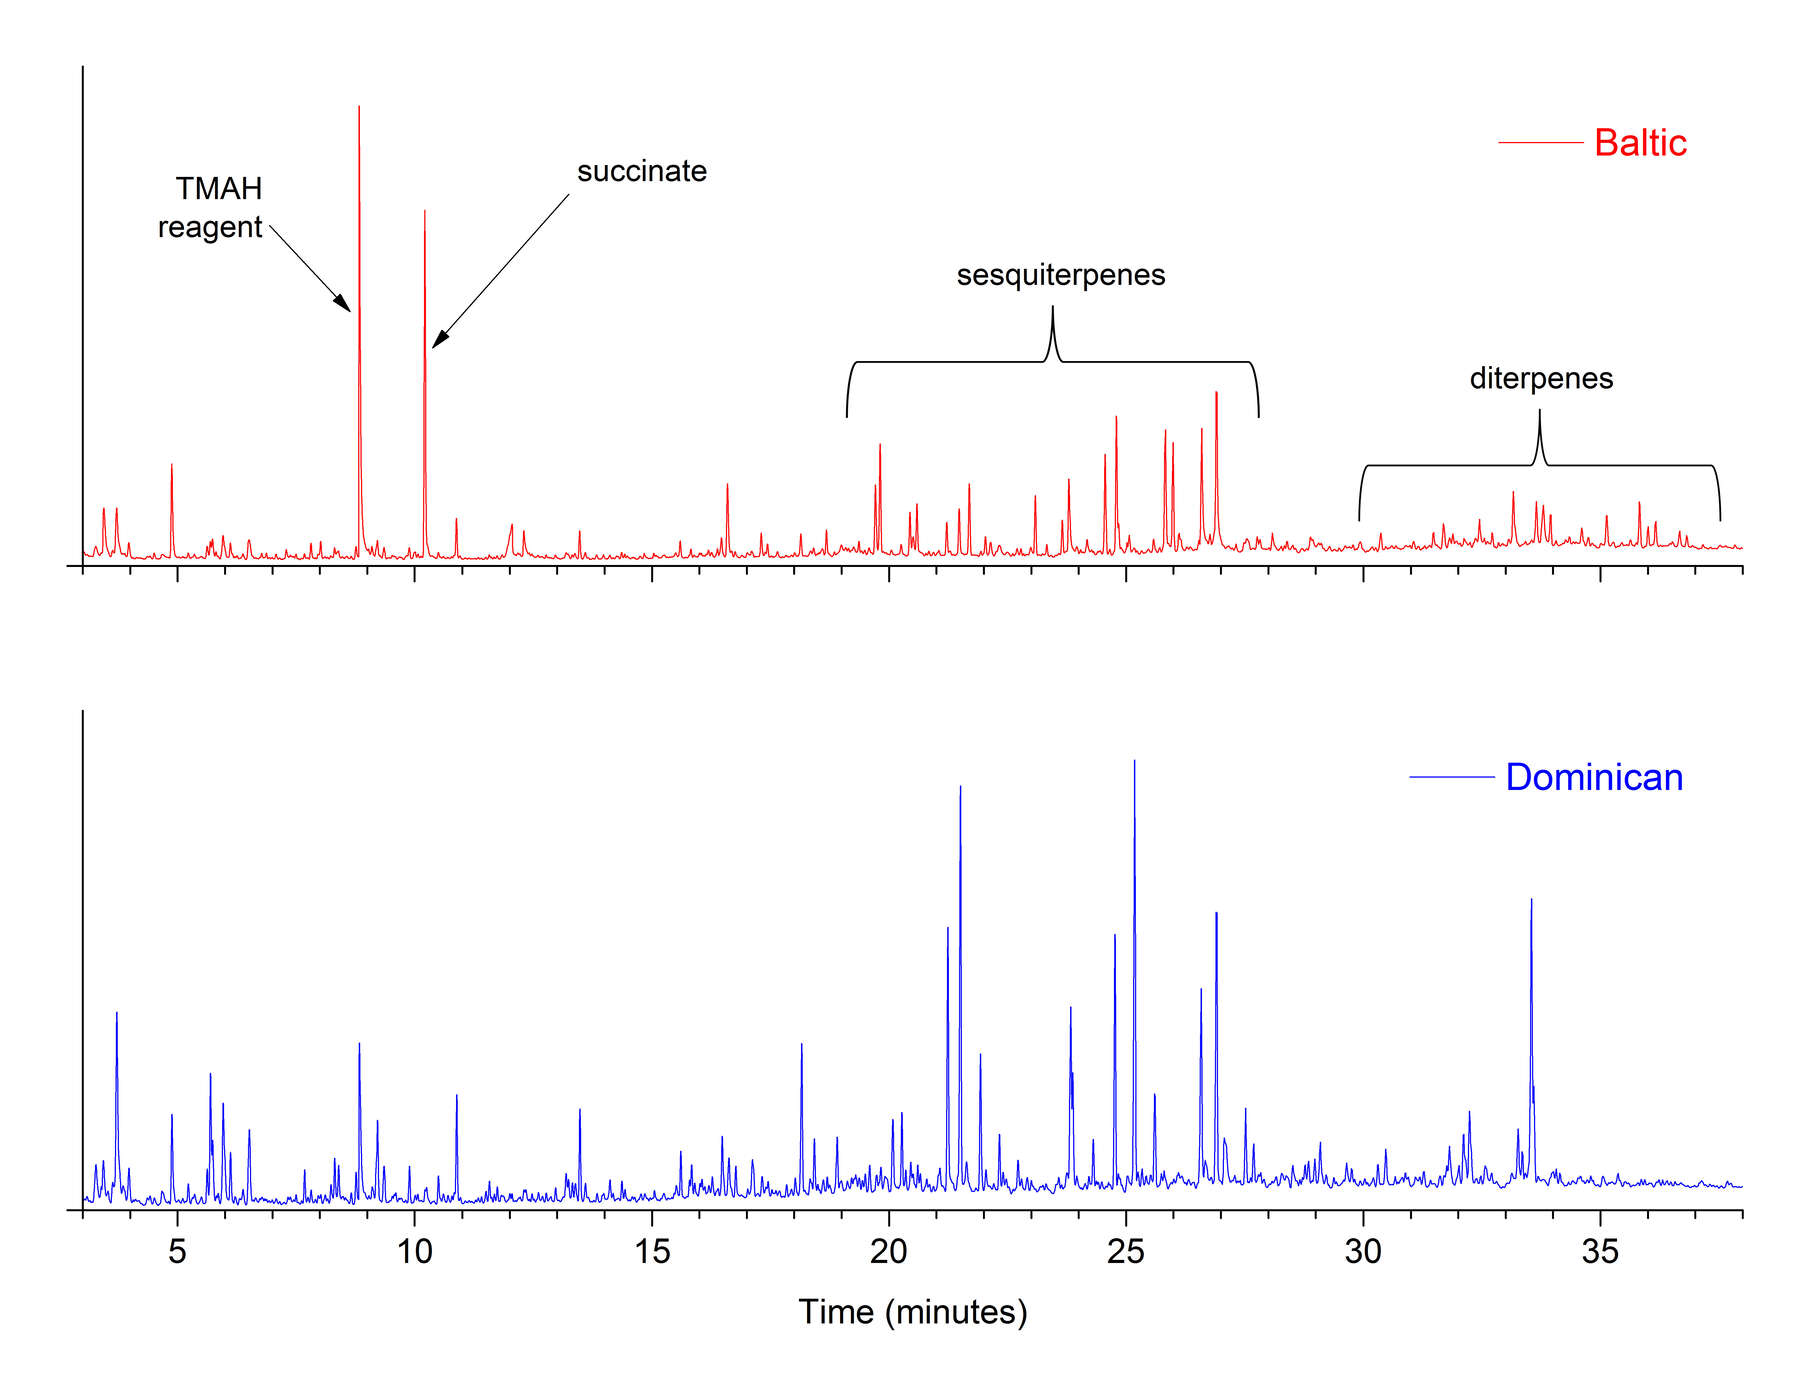 Baltic
TMAH
reagent
succinate
sesquiterpenes
diterpenes
Dominican
5 10 15 20 25 30 35
Time (minutes)